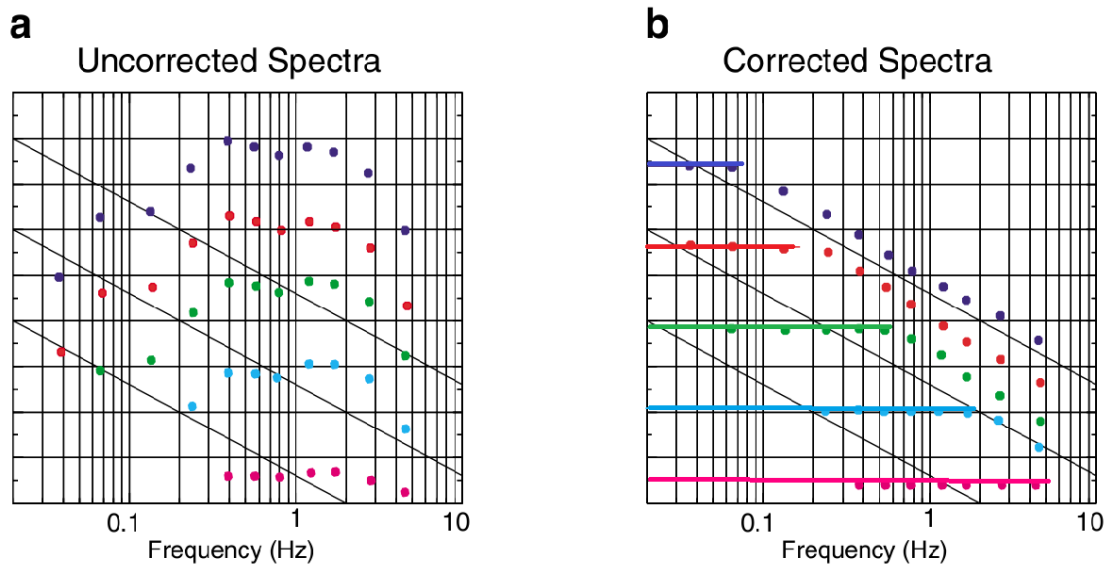 a
Uncorrected Spectra
0.1
1
10
Frequency (Hz)
b
Corrected Spectra
0.1
1
10
Frequency (Hz)